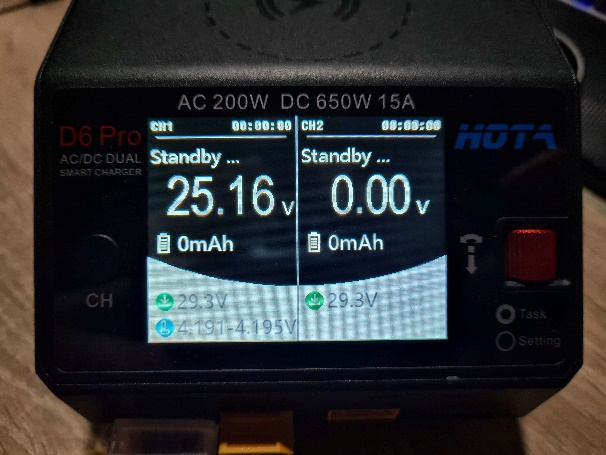 AC 200W DC 650W 15A
D6 Pro
AC/DC DUAL
SMART CHARGER
HOTA
CH1 00:00:00
CH2 00:00:00
Standby ...
25.16 V
0mAh
29.3V
4.191-4.195V
Standby ...
0.00 V
0mAh
29.3V
CH
Task
Setting